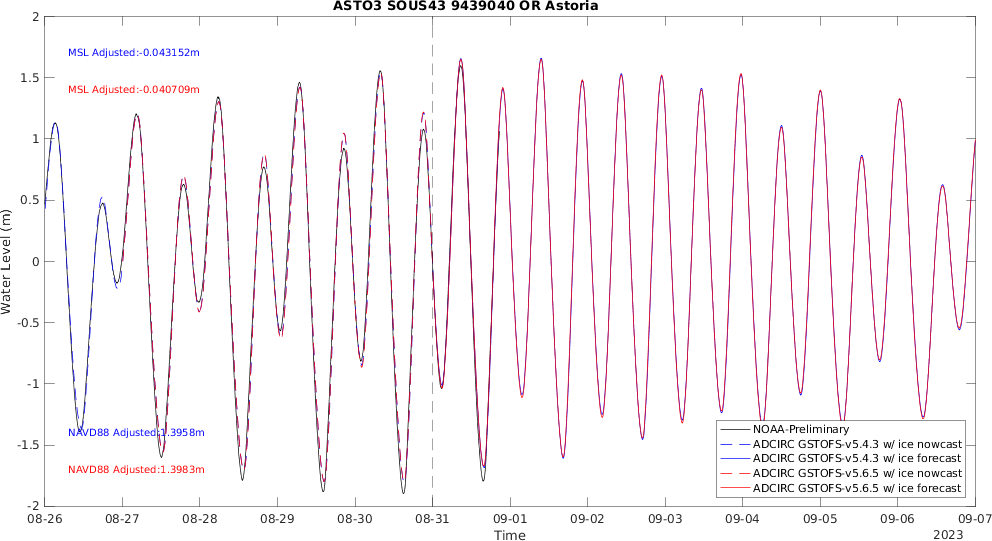 ASTO3 SOUS43 9439040 OR Astoria
2
1.5
1
0.5
0
-0.5
-1
-1.5
-2
Water Level (m)
MSL Adjusted:-0.043152m
MSL Adjusted:-0.040709m
NAVD88 Adjusted:1.3958m
NAVD88 Adjusted:1.3983m
NOAA-Preliminary
ADCIRC GSTOFS-v5.4.3 w/ ice nowcast
ADCIRC GSTOFS-v5.4.3 w/ ice forecast
ADCIRC GSTOFS-v5.6.5 w/ ice nowcast
ADCIRC GSTOFS-v5.6.5 w/ ice forecast
08-26 08-27 08-28 08-29 08-30 08-31 09-01 09-02 09-03 09-04 09-05 09-06 09-07
Time
2023